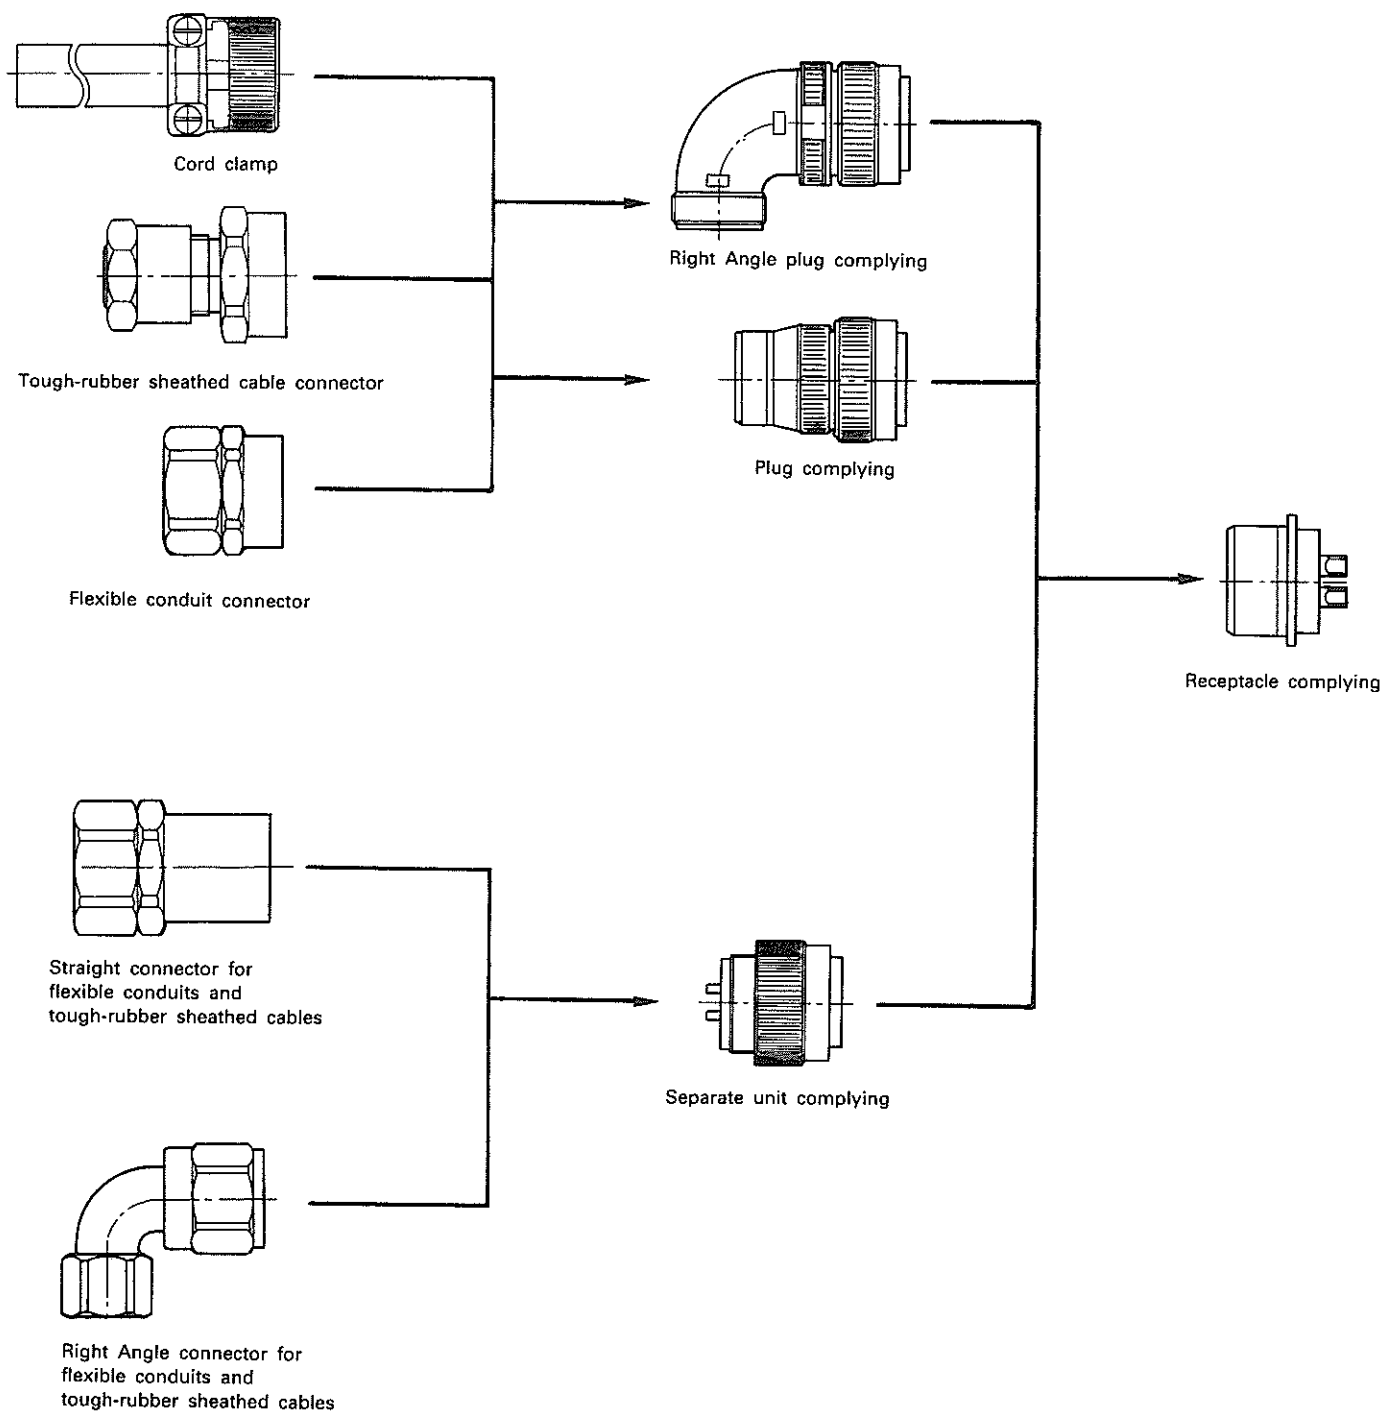 Cord clamp
Right Angle plug complying
Tough-rubber sheathed cable connector
Plug complying
Flexible conduit connector
Receptacle complying
Straight connector for
flexible conduits and
tough-rubber sheathed cables
Separate unit complying
Right Angle connector for
flexible conduits and
tough-rubber sheathed cables